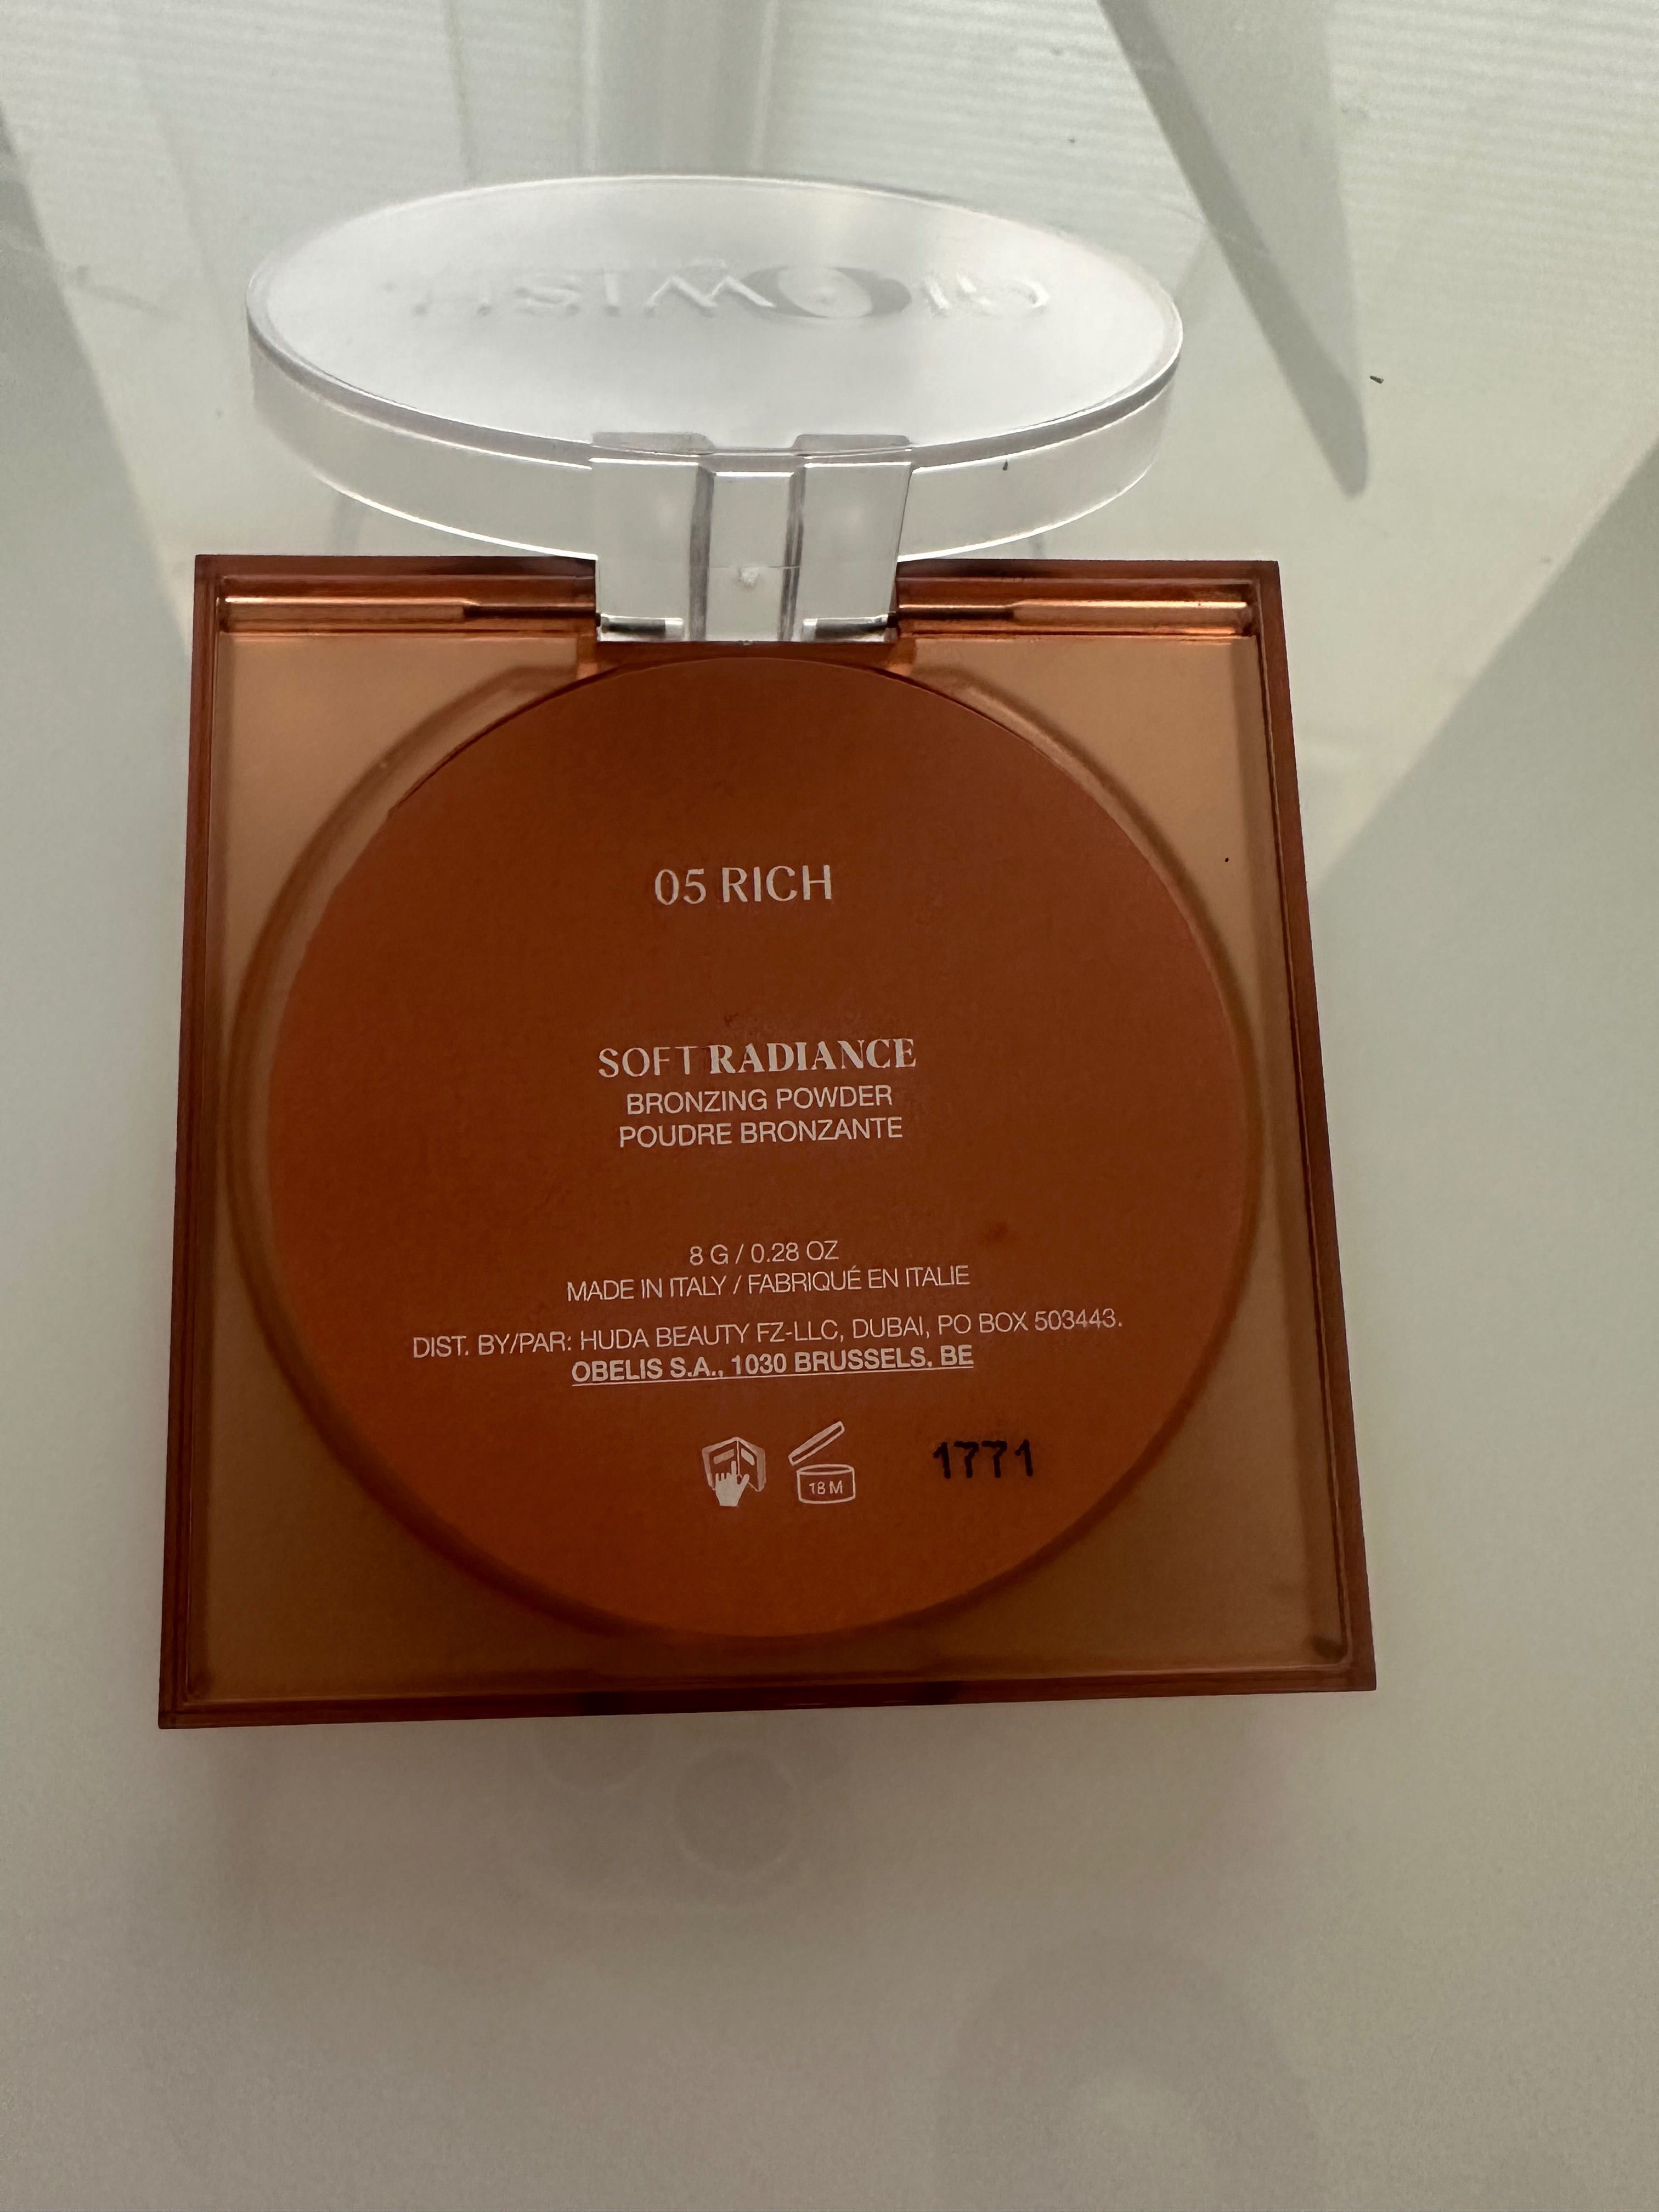 GLOWISH
05 RICH
SOFT RADIANCE
BRONZING POWDER
POUDRE BRONZANTE
8 G / 0.28 OZ
MADE IN ITALY / FABRIQUÉ EN ITALIE
DIST. BY/PAR: HUDA BEAUTY FZ-LLC, DUBAI, PO BOX 503443.
OBELIS S.A., 1030 BRUSSELS, BE
18 M
1771